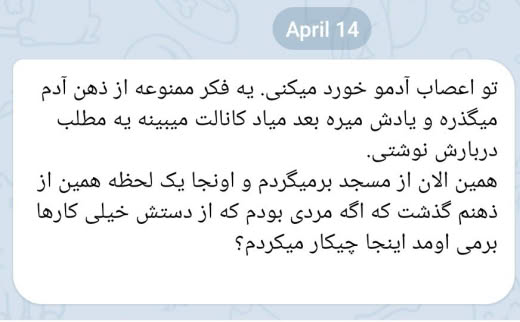 April 14
تو اعصاب آدمو خورد میکنی. یه فکر ممنوعه از ذهن آدم
میگذره و یادش میره بعد میاد کانالت میبینه یه مطلب
دربارش نوشتی.
همین الان از مسجد برمیگردم و اونجا یک لحظه همین از
ذهنم گذشت که اگه مردی بودم که از دستش خیلی کارها
برمی اومد اینجا چیکار میکردم؟